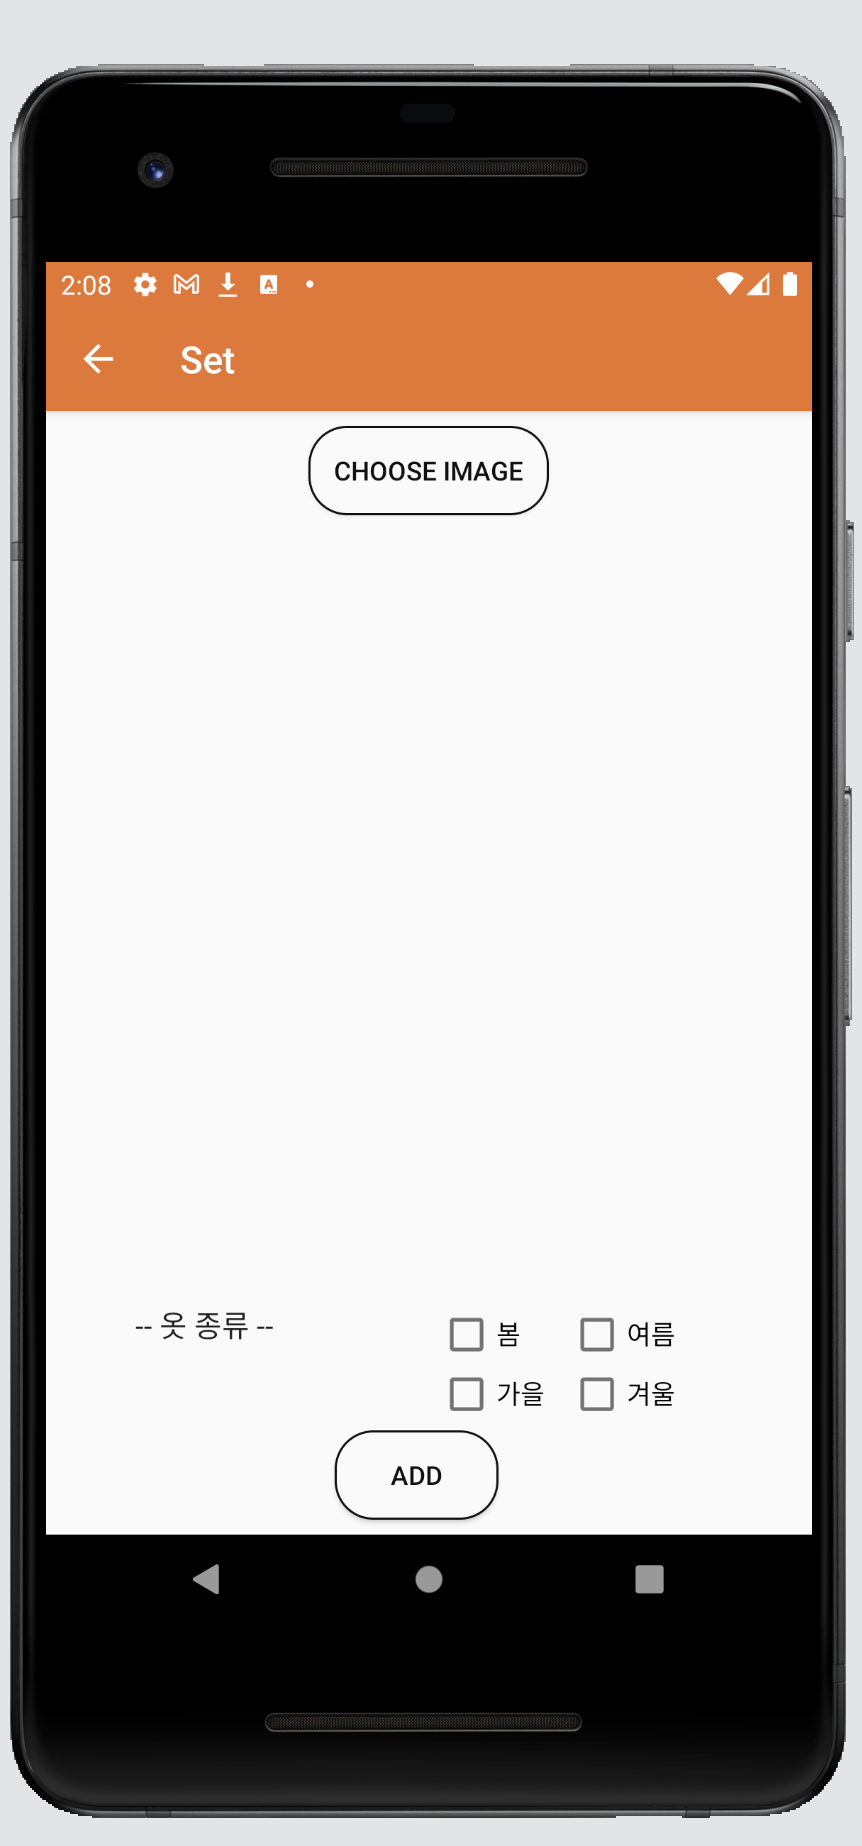 2:08
Set
CHOOSE IMAGE
-- 옷 종류 --
봄 여름
가을 겨울
ADD